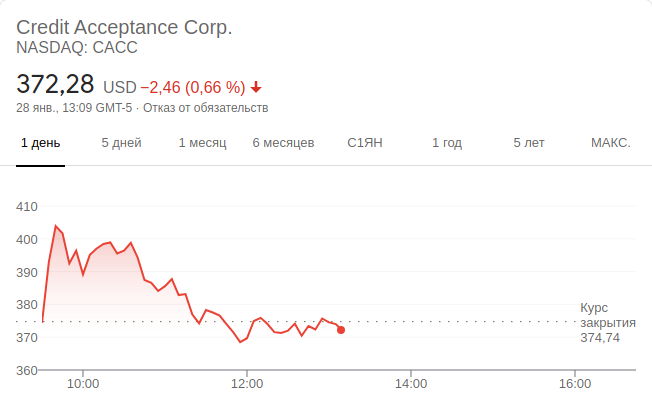 Credit Acceptance Corp.
NASDAQ: CACC
372,28 USD −2,46 (0,66 %)
28 янв., 13:09 GMT-5 · Отказ от обязательств
1 день 5 дней 1 месяц 6 месяцев С1ЯН 1 год 5 лет МАКС.
410
400
390
380
370
360
Курс
закрытия
374,74
10:00 12:00 14:00 16:00